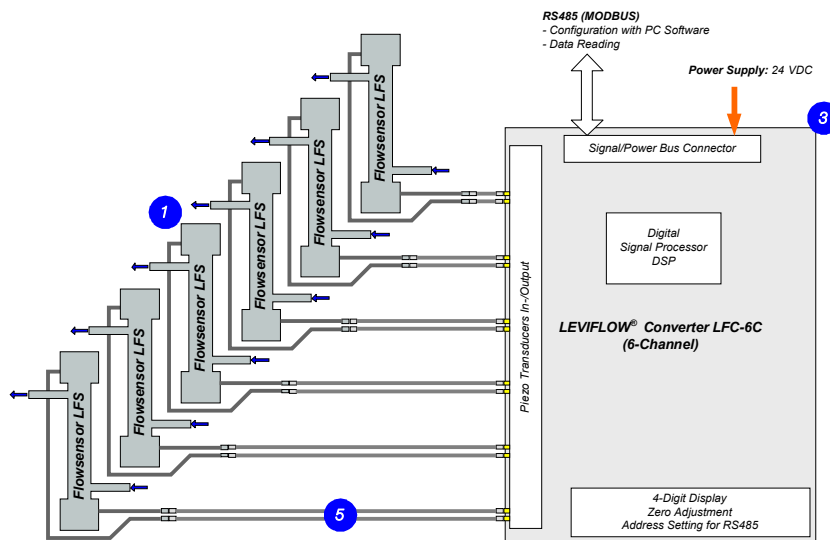 RS485 (MODBUS)
- Configuration with PC Software
- Data Reading
Power Supply: 24 VDC
3
Signal/Power Bus Connector
Flowsensor LFS
Flowsensor LFS
Flowsensor LFS
1
Flowsensor LFS
Flowsensor LFS
Flowsensor LFS
Piezo Transducers In-/Output
Digital
Signal Processor
DSP
LEVIFLOW® Converter LFC-6C
(6-Channel)
4-Digit Display
Zero Adjustment
Address Setting for RS485
5